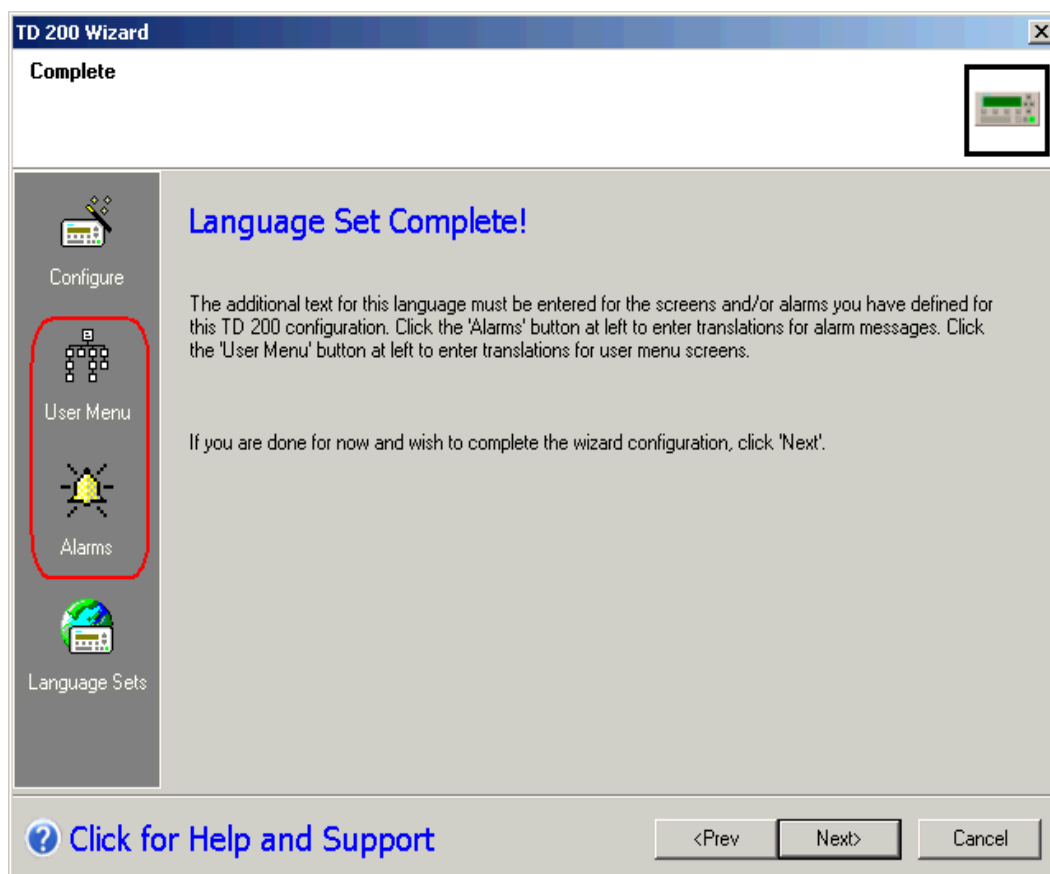 TD 200 Wizard
Complete
Configure
User Menu
Alarms
Language Sets
Language Set Complete!
The additional text for this language must be entered for the screens and/or alarms you have defined for
this TD 200 configuration. Click the 'Alarms' button at left to enter translations for alarm messages. Click
the 'User Menu' button at left to enter translations for user menu screens.
If you are done for now and wish to complete the wizard configuration, click 'Next'.
Click for Help and Support
<Prev
Next>
Cancel